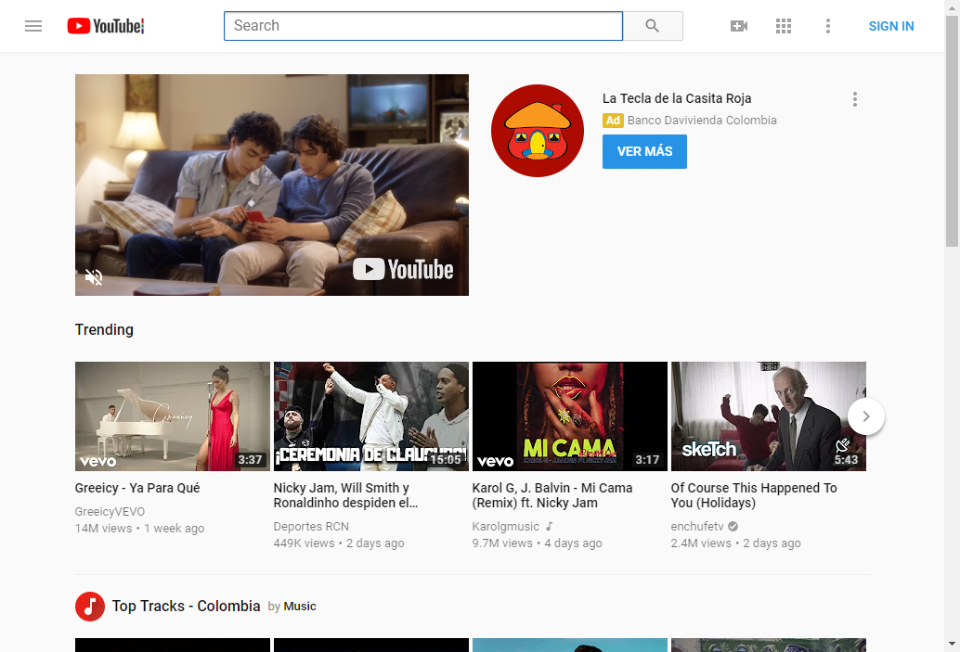 YouTube
Search
SIGN IN
YouTube
La Tecla de la Casita Roja
Ad Banco Davivienda Colombia
VER MÁS
Trending
Greeicy
vevo
3:37
¡CEREMONIA DE CLAUSURA!
15:05
MI CAMA
Remix
vevo
3:17
skeTch
5:43
Greeicy - Ya Para Qué
GreeicyVEVO
14M views • 1 week ago
Nicky Jam, Will Smith y
Ronaldinho despiden el...
Deportes RCN
449K views • 2 days ago
Karol G, J. Balvin - Mi Cama
(Remix) ft. Nicky Jam
Karolgmusic
9.7M views • 4 days ago
Of Course This Happened To
You (Holidays)
enchufetv
2.4M views • 2 days ago
Top Tracks - Colombia by Music